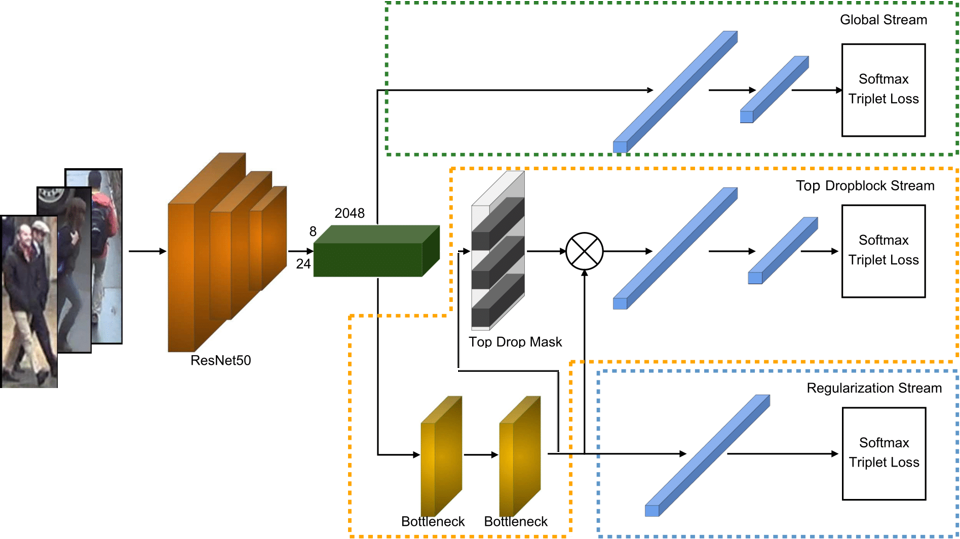 Global Stream
Softmax
Triplet Loss
Top Dropblock Stream
2048
8
24
Softmax
Triplet Loss
Top Drop Mask
ResNet50
Regularization Stream
Softmax
Triplet Loss
Bottleneck
Bottleneck